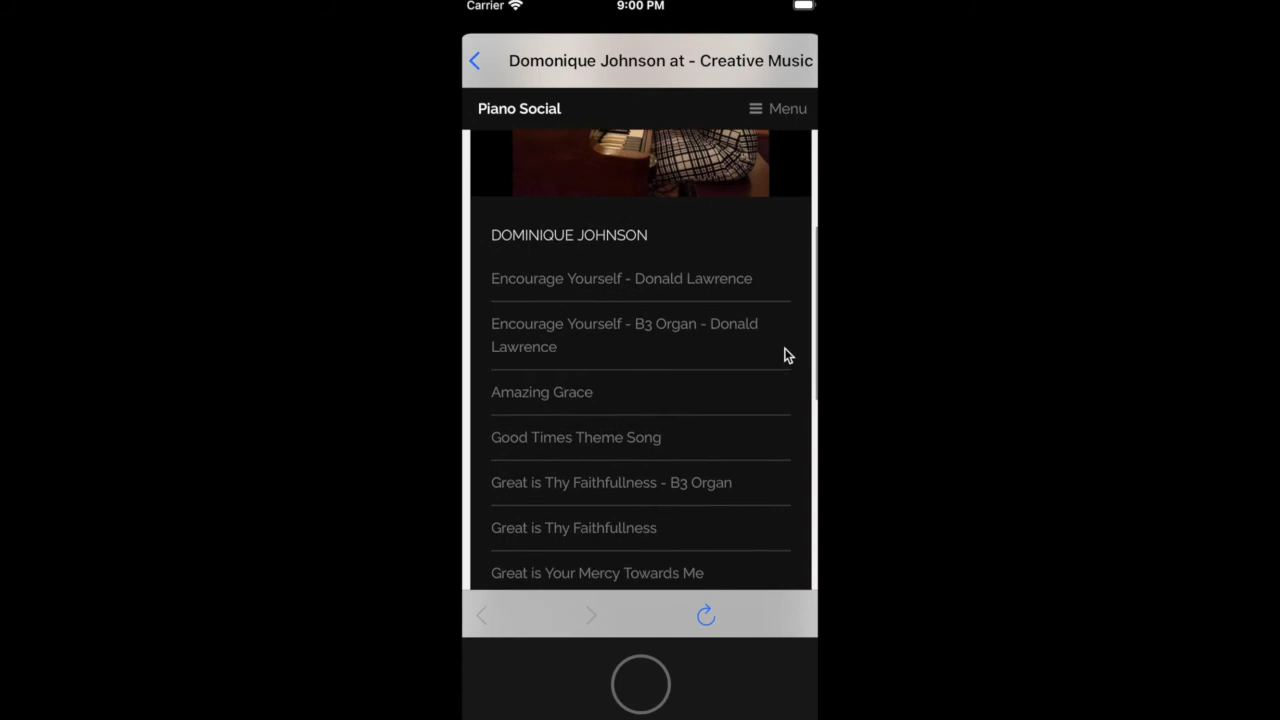 Carrier
9:00 PM
Domonique Johnson at - Creative Music
Piano Social
Menu
DOMINIQUE JOHNSON
Encourage Yourself - Donald Lawrence
Encourage Yourself - B3 Organ - Donald
Lawrence
Amazing Grace
Good Times Theme Song
Great is Thy Faithfullness - B3 Organ
Great is Thy Faithfullness
Great is Your Mercy Towards Me